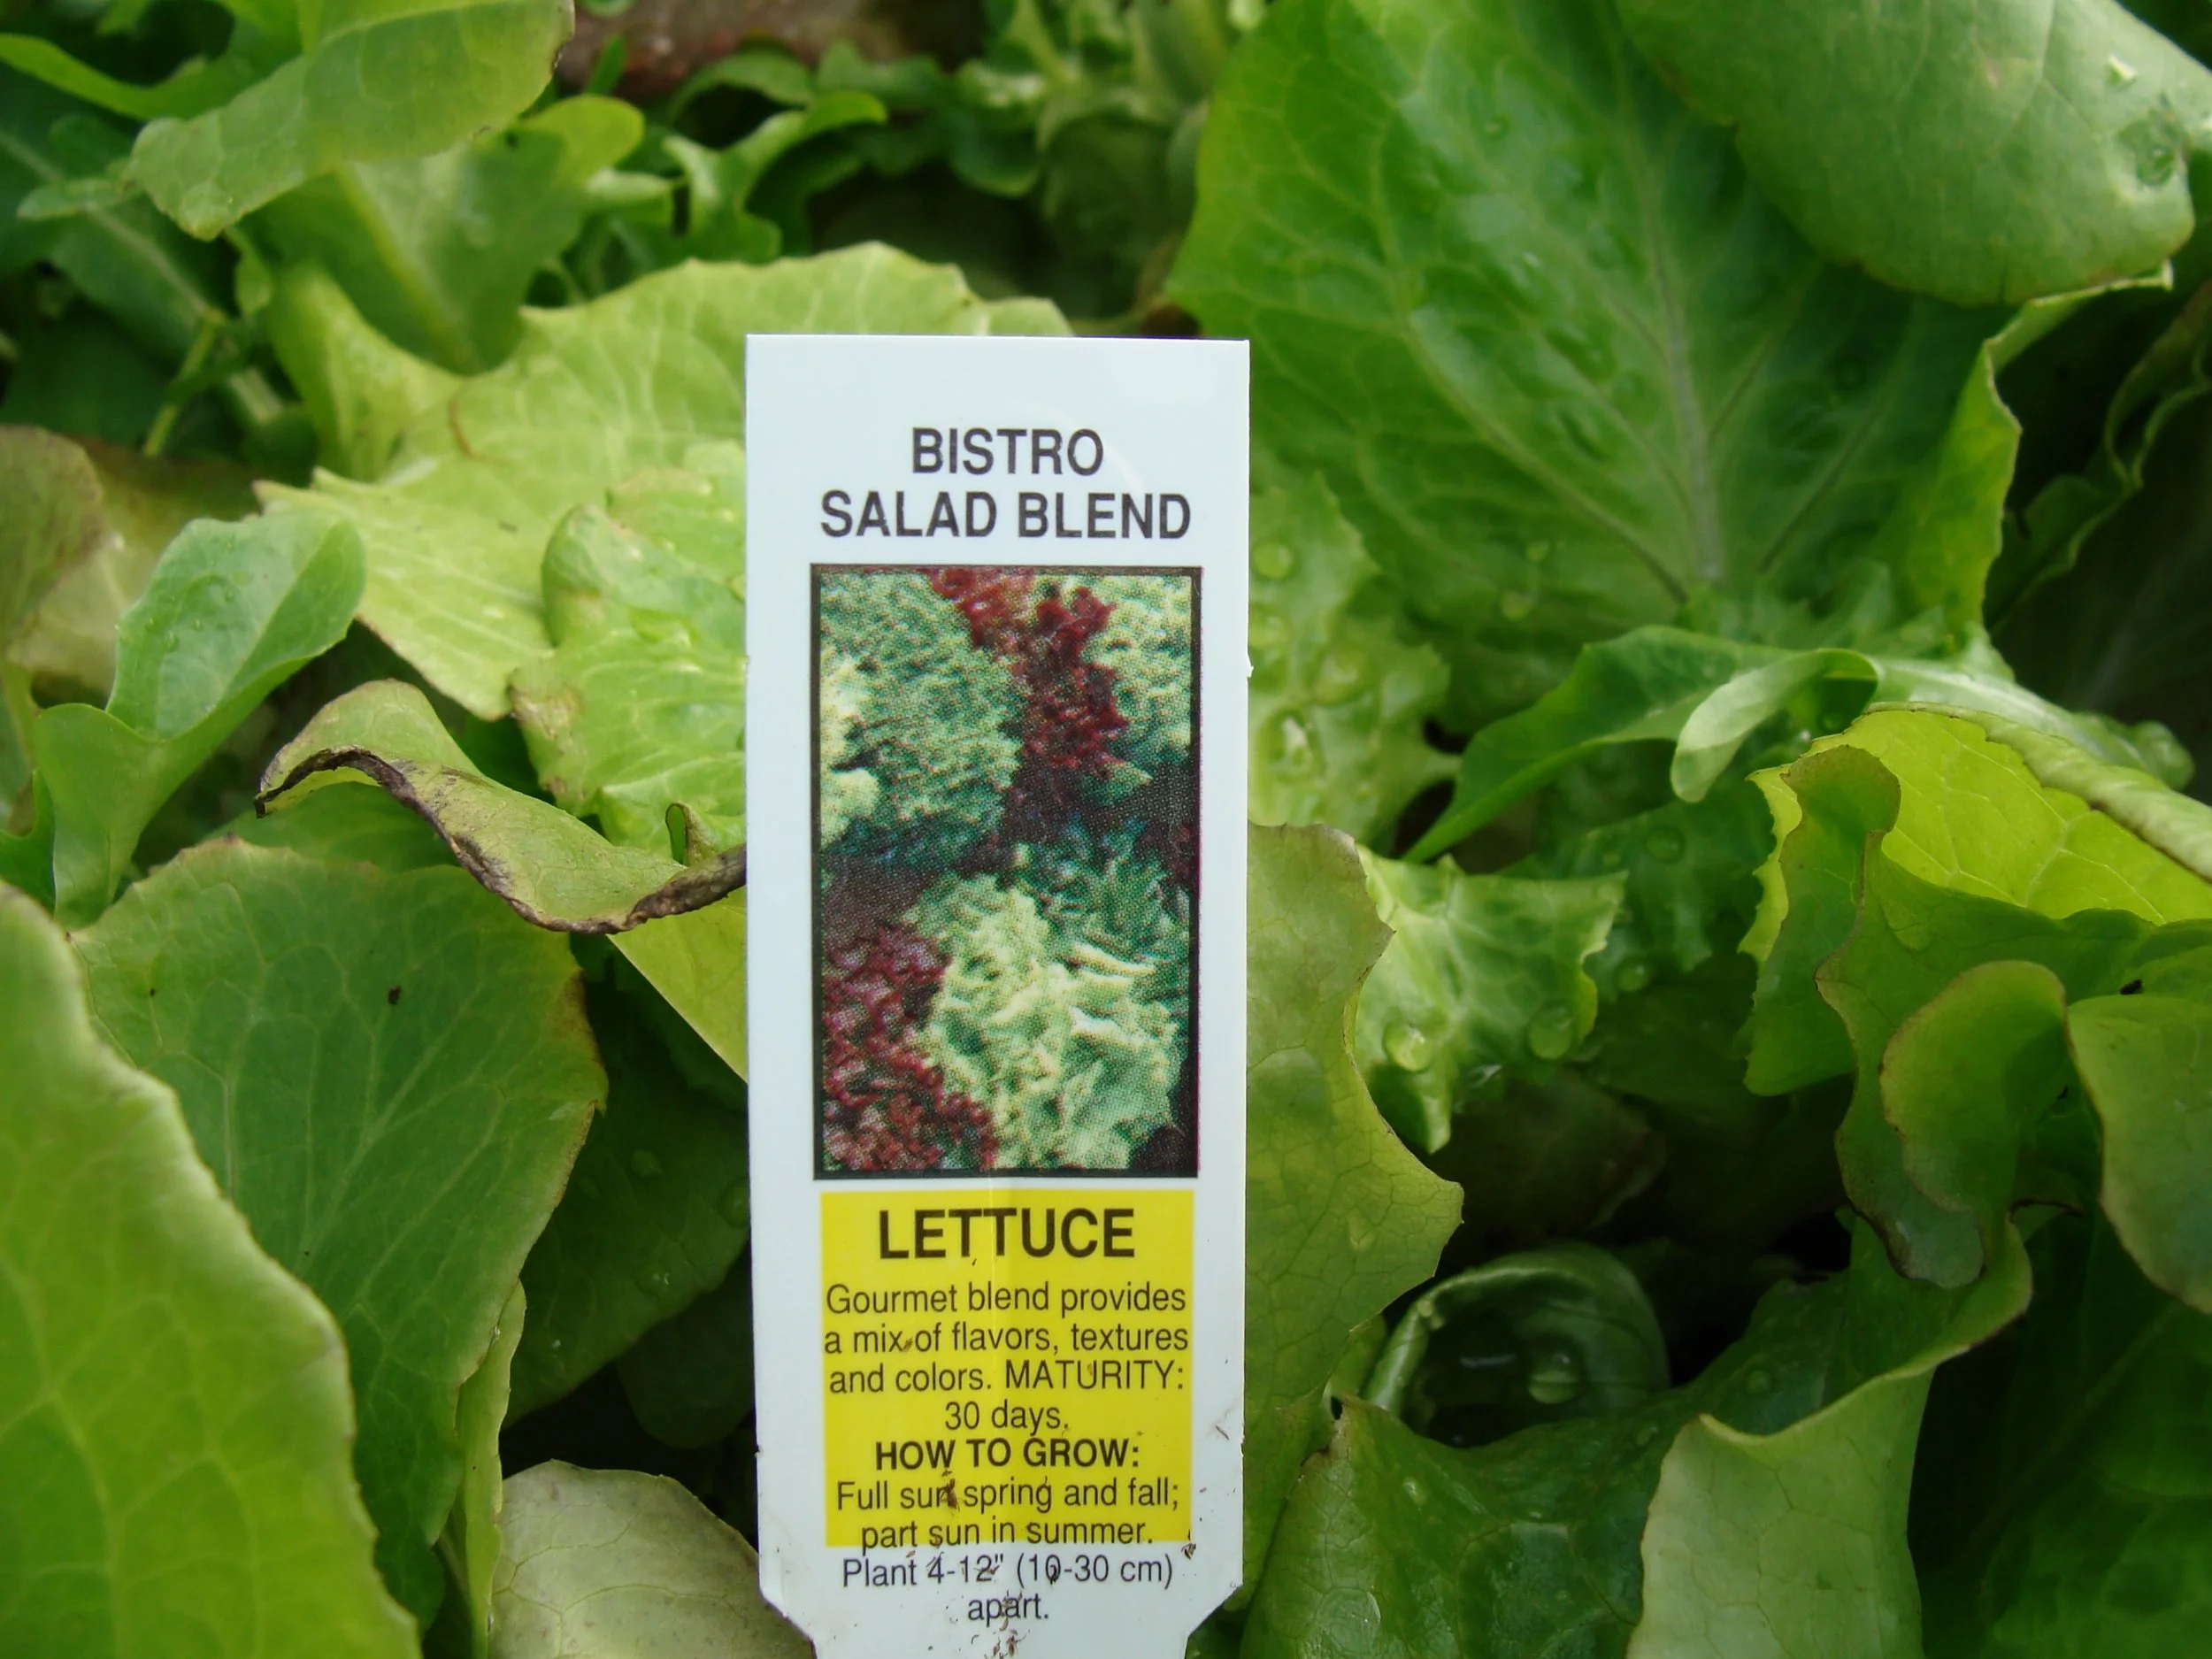 BISTRO
SALAD BLEND
LETTUCE
Gourmet blend provides
a mix of flavors, textures
and colors. MATURITY:
30 days.
HOW TO GROW:
Full sun spring and fall;
part sun in summer.
Plant 4-12" (10-30 cm)
apart.